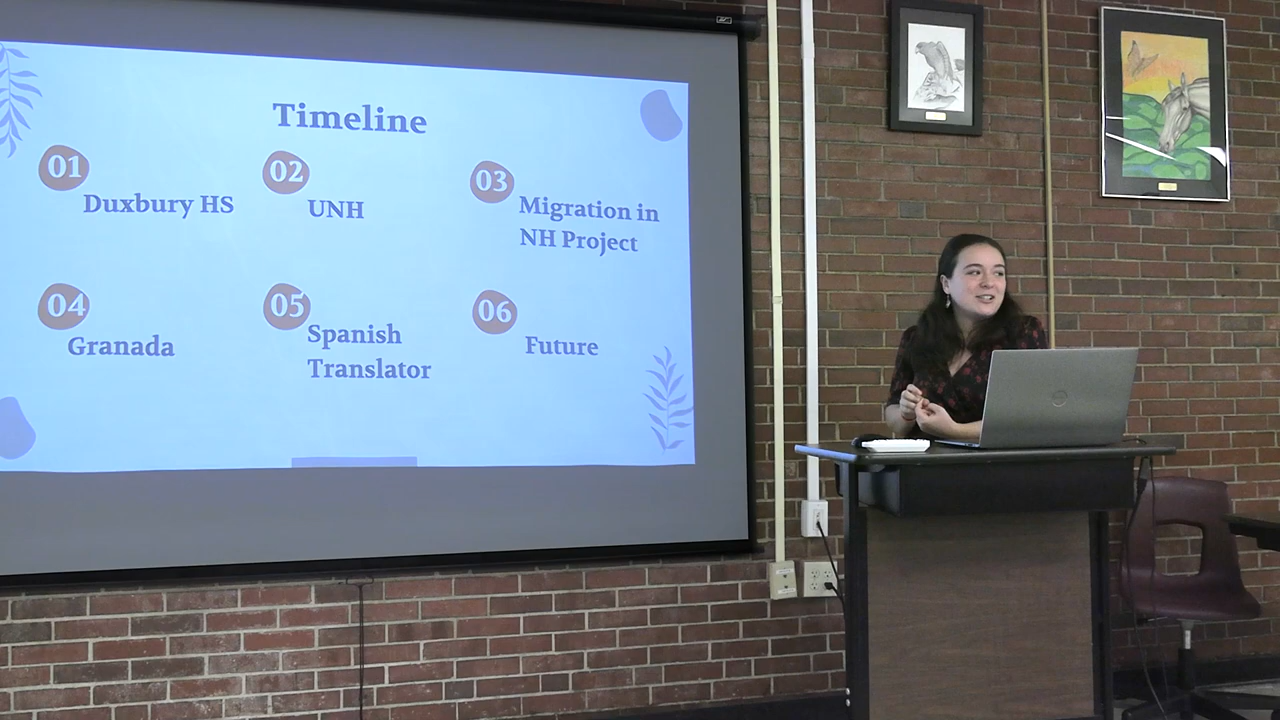 Timeline
01
Duxbury HS
02
UNH
03
Migration in
NH Project
04
Granada
05
Spanish
Translator
06
Future